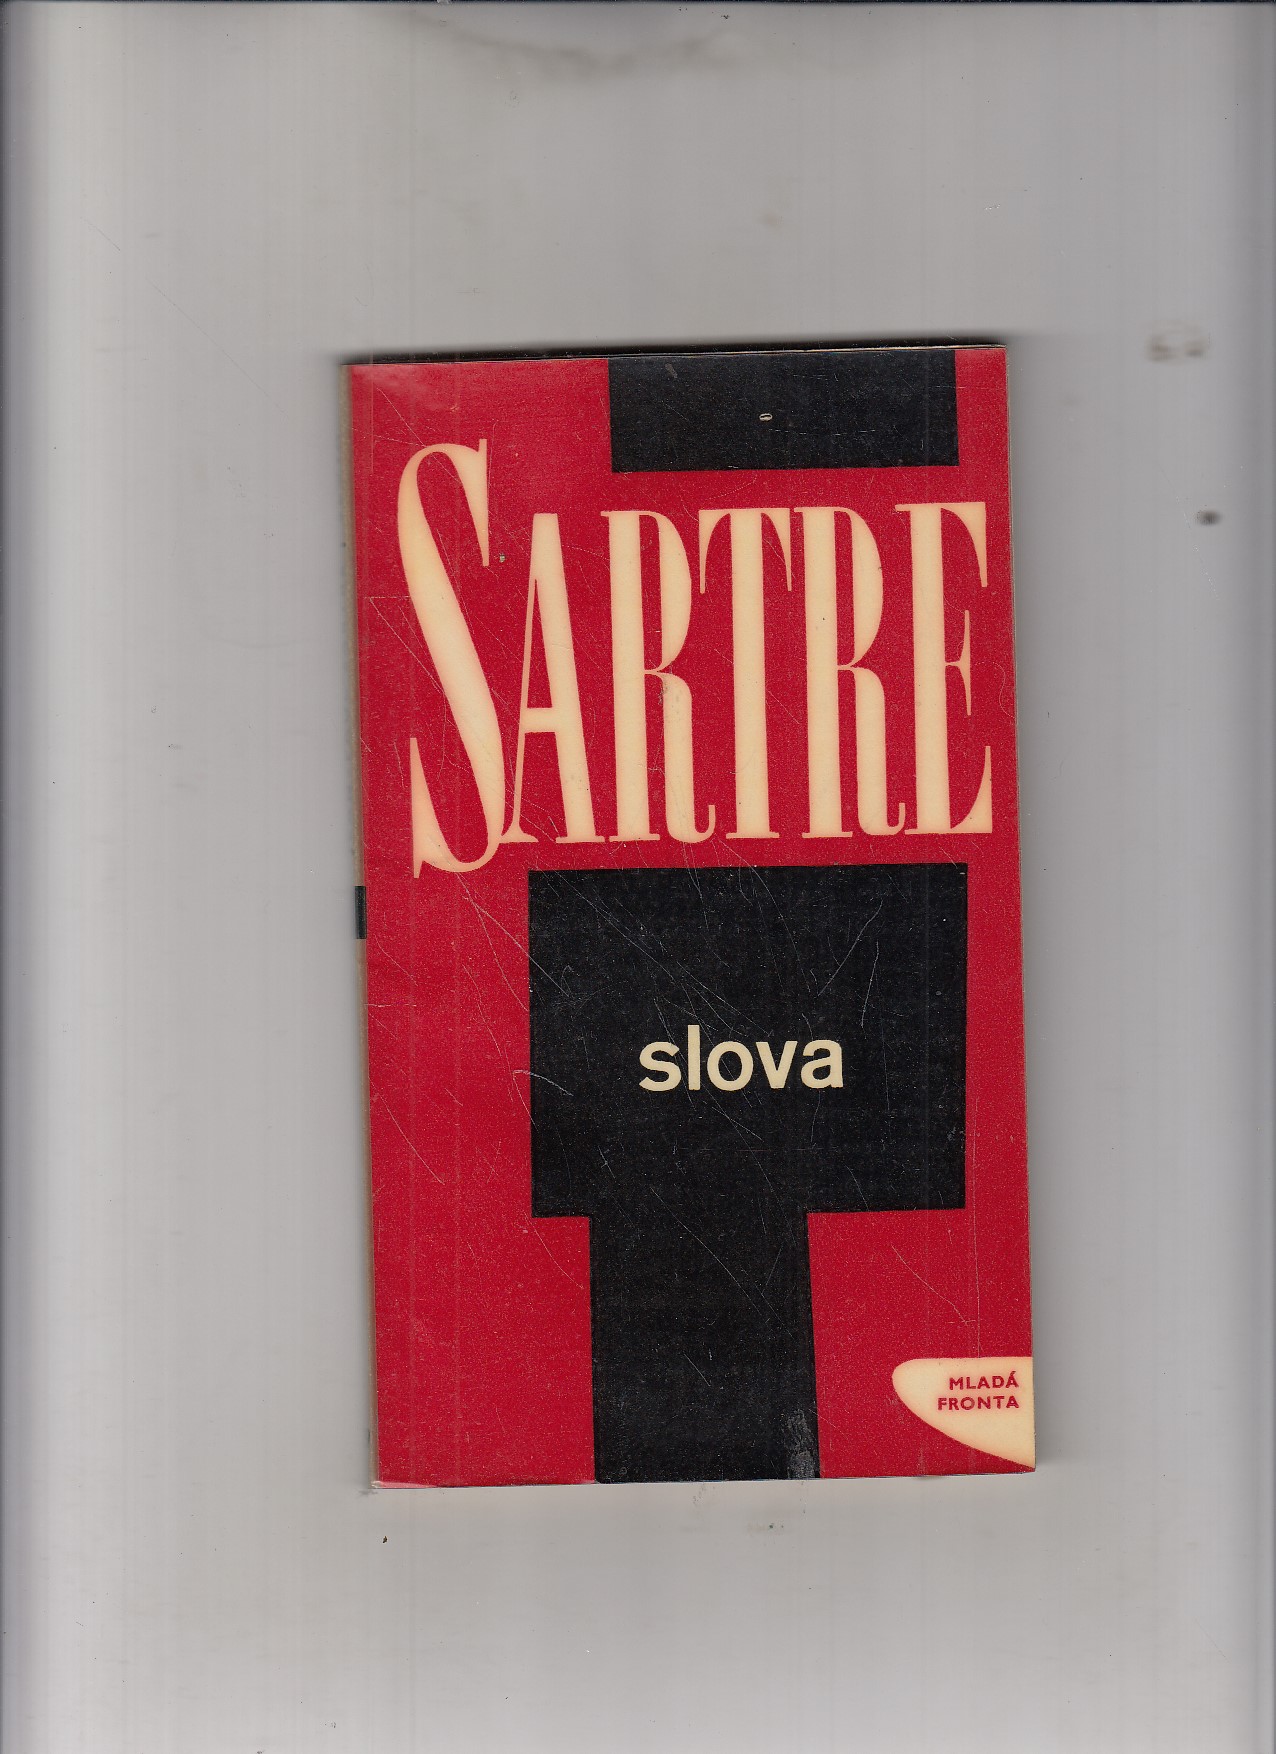 SARTRE
slova
MLADÁ
FRONTA